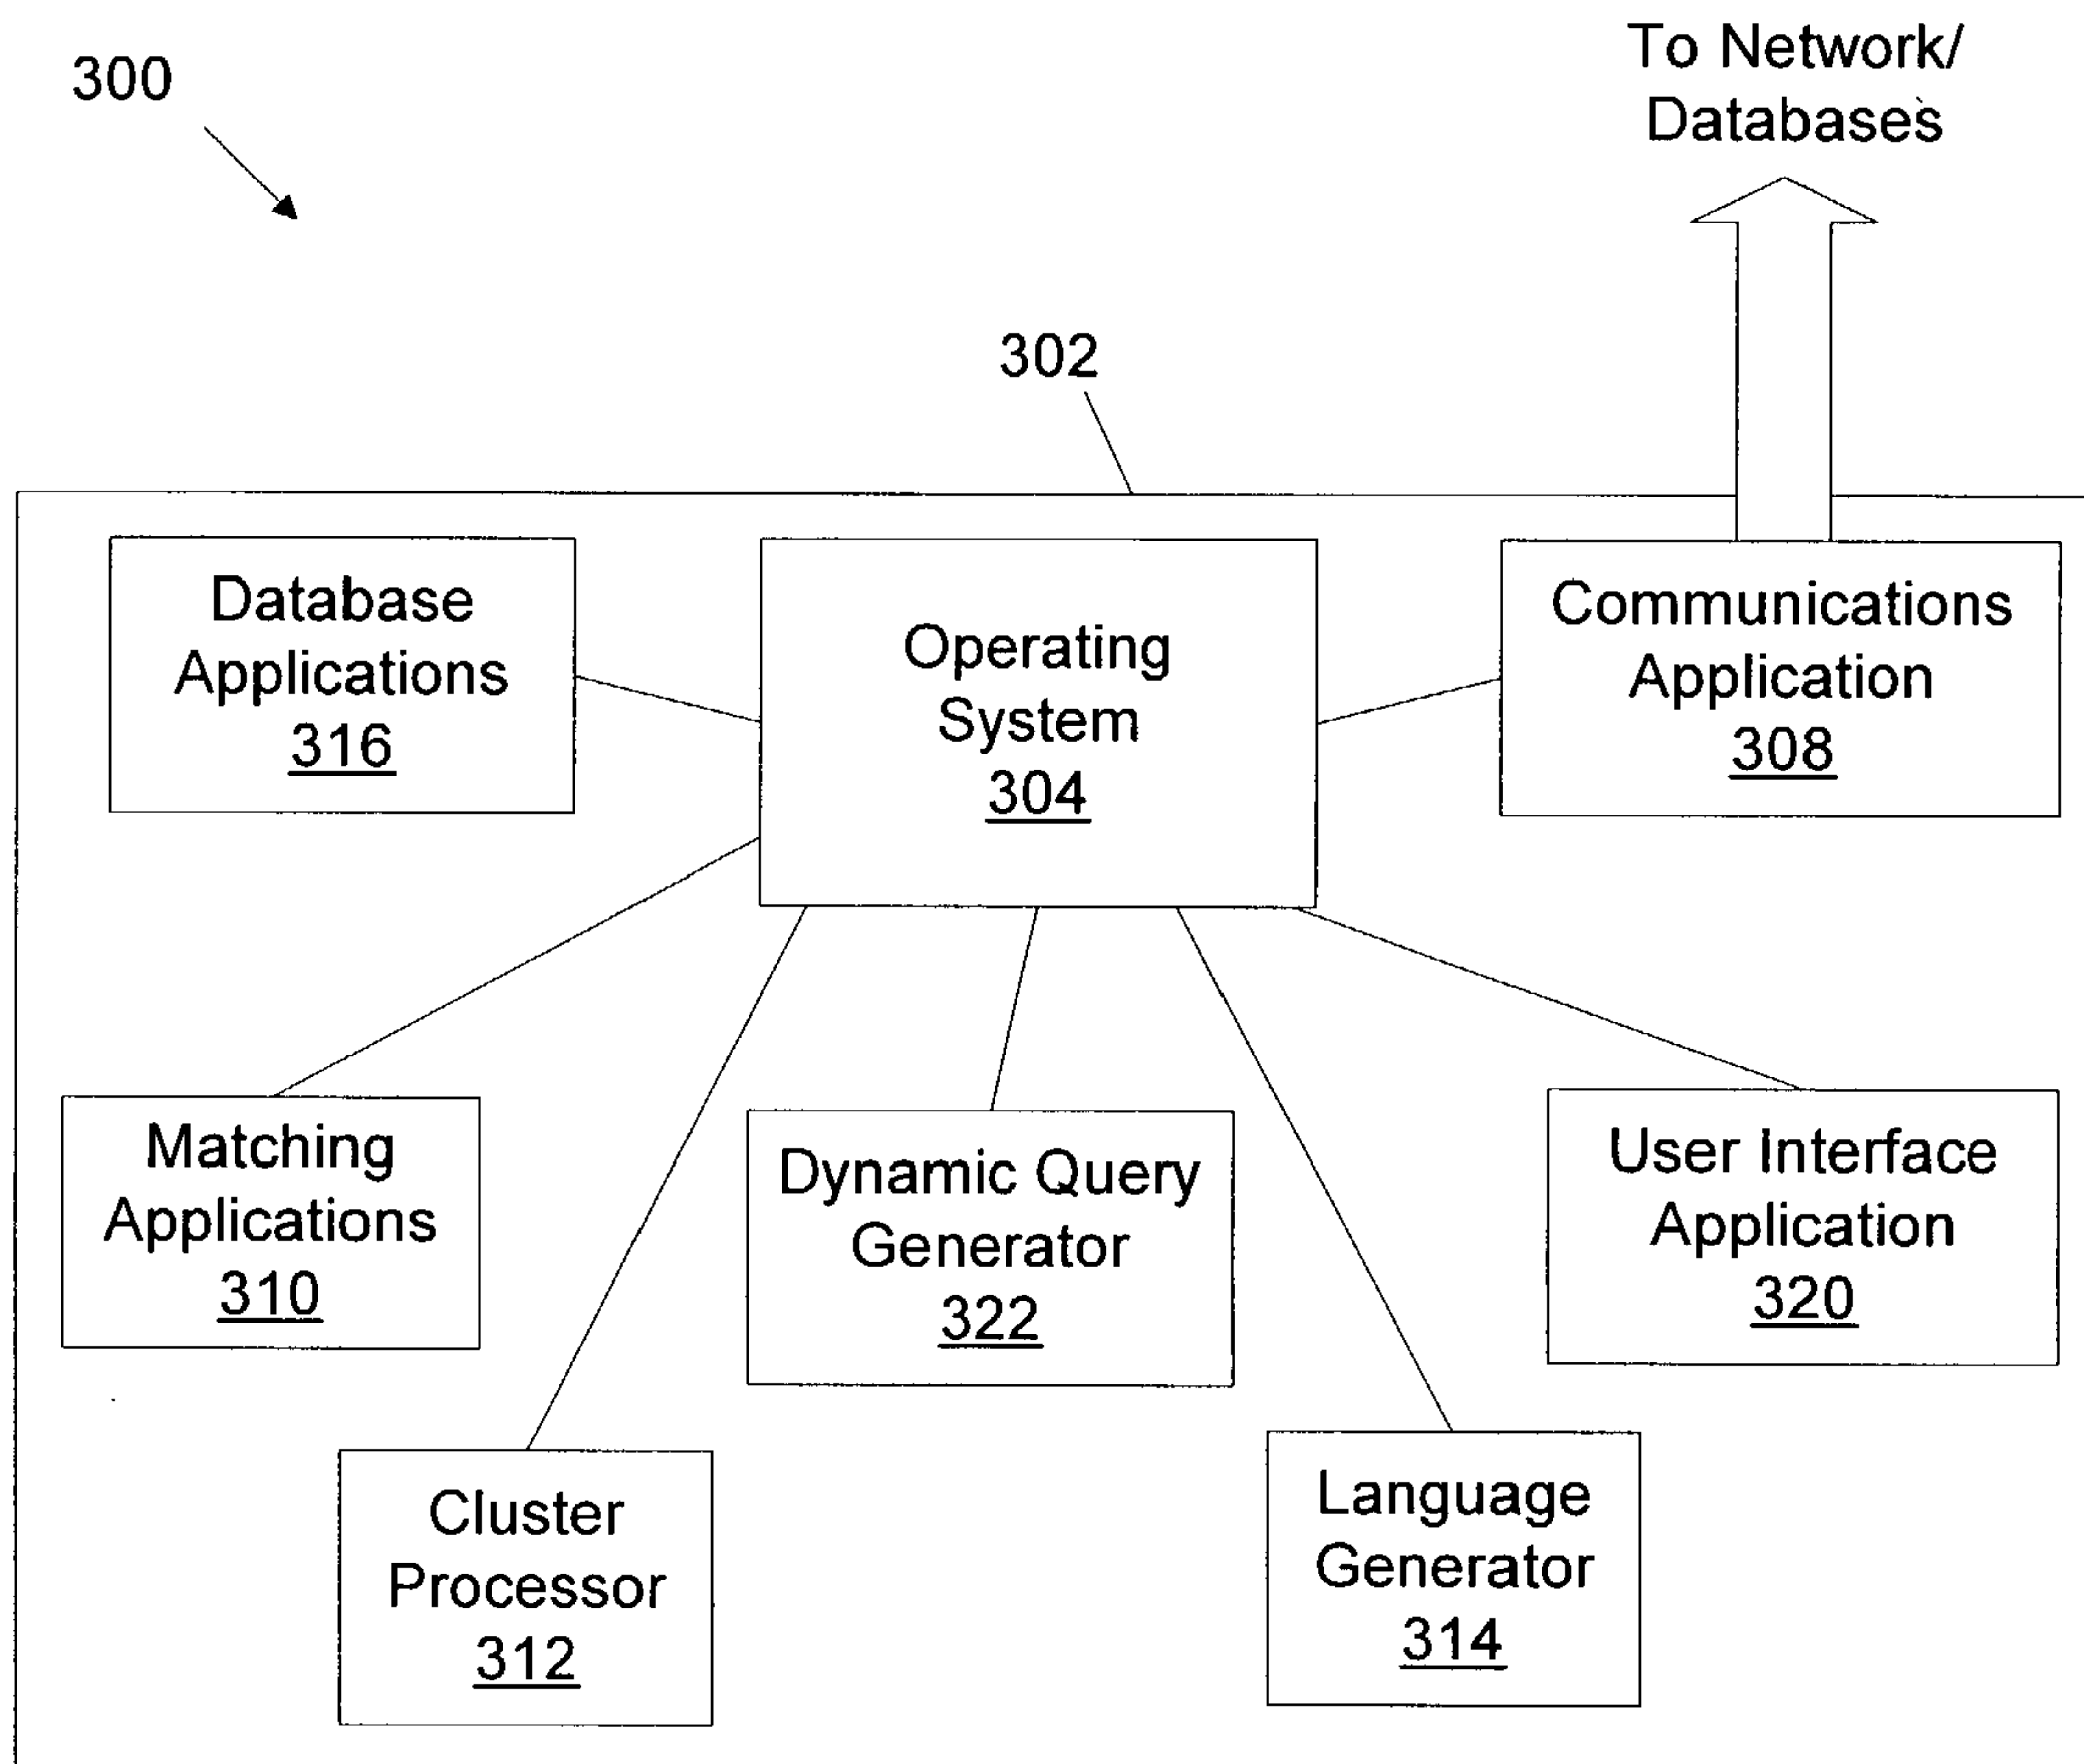 300
To Network/
Databases
302
Database
Applications
316
Operating
System
304
Communications
Application
308
Matching
Applications
310
Dynamic Query
Generator
322
User Interface
Application
320
Cluster
Processor
312
Language
Generator
314